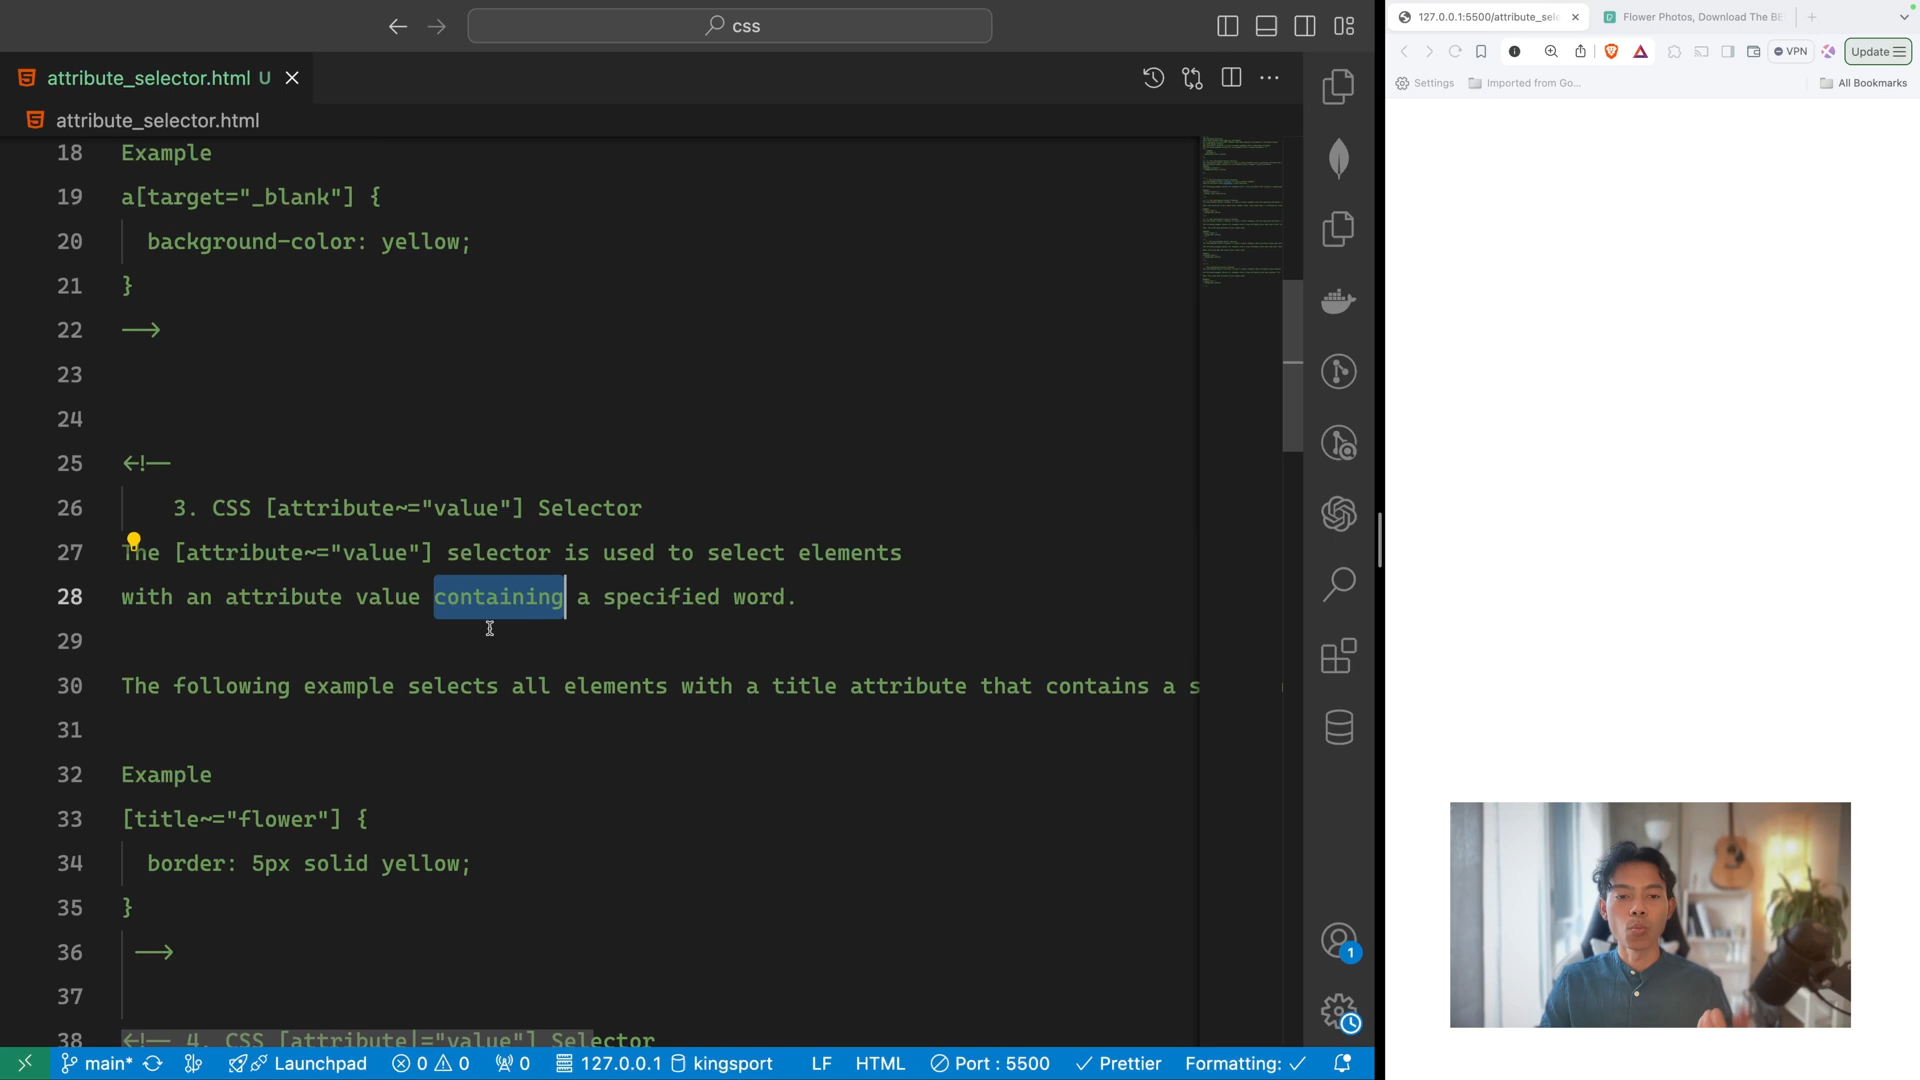 css
127.0.0.1:5500/attribute_sele
Flower Photos, Download The BE
VPN
Update
Settings
Imported from Go...
All Bookmarks
attribute_selector.html U
attribute_selector.html
18 Example
19 a[target="_blank"] {
20 background-color: yellow;
21 }
22 -->
23
24
25 <!--
26 3. CSS [attribute~="value"] Selector
27 The [attribute~="value"] selector is used to select elements
28 with an attribute value containing a specified word.
29
30 The following example selects all elements with a title attribute that contains a s
31
32 Example
33 [title~="flower"] {
34 border: 5px solid yellow;
35 }
36 -->
37
38 <!-- 4. CSS [attribute|="value"] Selector
1
main* Launchpad 0 0 0 127.0.0.1 kingsport LF HTML Port : 5500 Prettier Formatting: